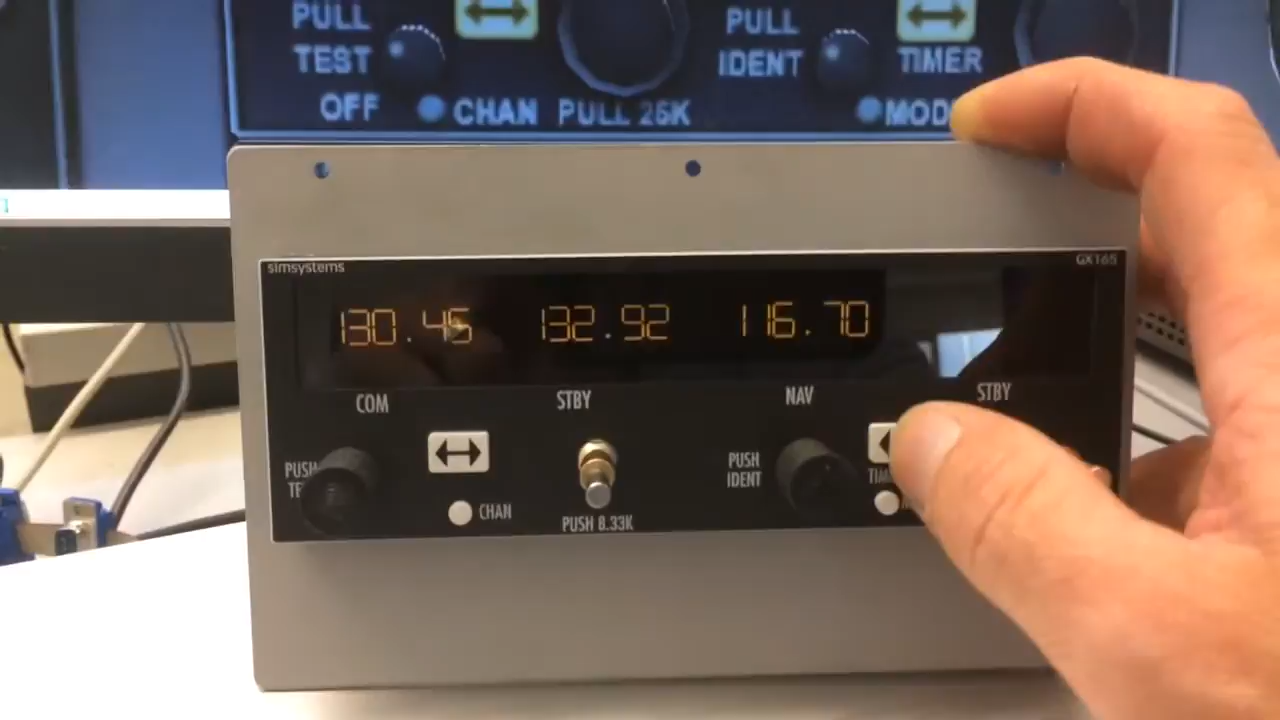 PULL
TEST
OFF
CHAN
PULL 25K
PULL
IDENT
TIMER
simsystems
GX165
130.45
132.92
116.70
COM
STBY
NAV
STBY
PUSH
PUSH
IDENT
CHAN
PUSH 8.33K